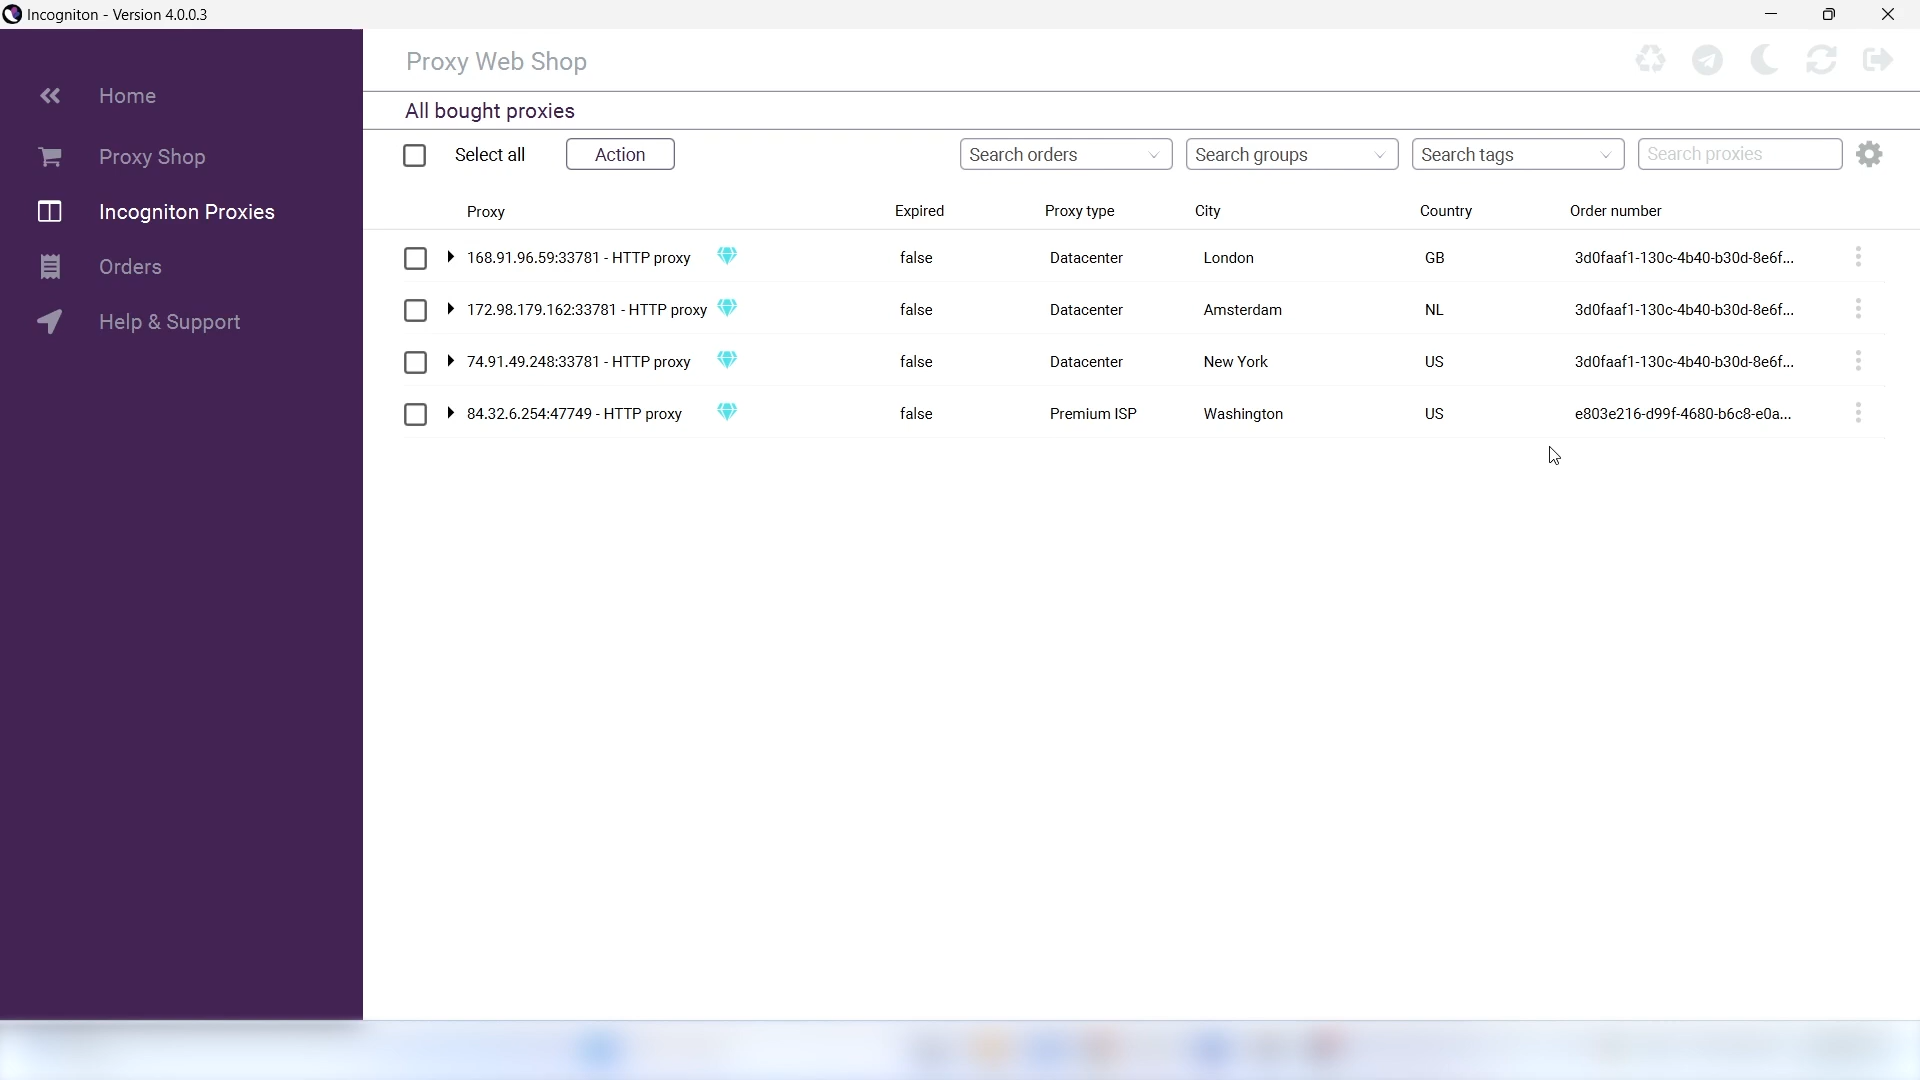 Incogniton - Version 4.0.0.3
Home
Proxy Shop
Incogniton Proxies
Orders
Help & Support
Proxy Web Shop
All bought proxies
Select all Action Search orders Search groups Search tags Search proxies
Proxy Expired Proxy type City Country Order number
168.91.96.59:33781 - HTTP proxy false Datacenter London GB 3d0faaf1-130c-4b40-b30d-8e6f...
172.98.179.162:33781 - HTTP proxy false Datacenter Amsterdam NL 3d0faaf1-130c-4b40-b30d-8e6f...
74.91.49.248:33781 - HTTP proxy false Datacenter New York US 3d0faaf1-130c-4b40-b30d-8e6f...
84.32.6.254:47749 - HTTP proxy false Premium ISP Washington US e803e216-d99f-4680-b6c8-e0a...